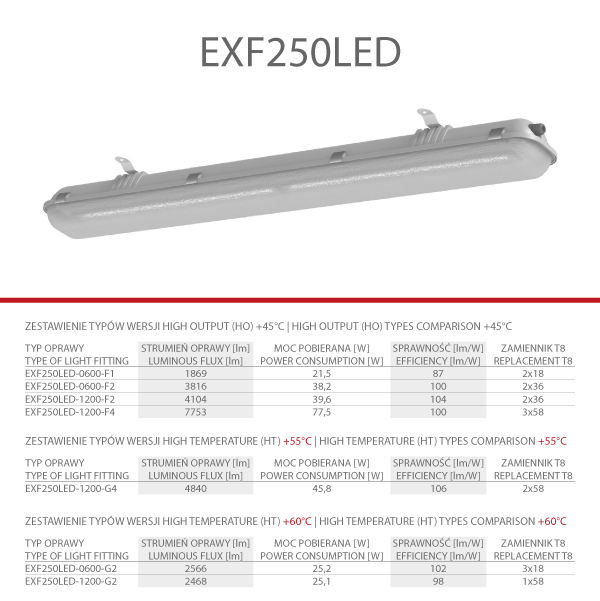 EXF250LED
ZESTAWIENIE TYPÓW WERSJI HIGH OUTPUT (HO) +45°C | HIGH OUTPUT (HO) TYPES COMPARISON +45°C
TYP OPRAWY STRUMIEŃ OPRAWY [lm] MOC POBIERANA [W] SPRAWNOŚĆ [lm/W] ZAMIENNIK T8
TYPE OF LIGHT FITTING LUMINOUS FLUX [lm] POWER CONSUMPTION [W] EFFICIENCY [lm/W] REPLACEMENT T8
EXF250LED-0600-F1 1869 21,5 87 2x18
EXF250LED-0600-F2 3816 38,2 100 2x36
EXF250LED-1200-F2 4104 39,6 104 2x36
EXF250LED-1200-F4 7753 77,5 100 3x58
ZESTAWIENIE TYPÓW WERSJI HIGH TEMPERATURE (HT) +55°C | HIGH TEMPERATURE (HT) TYPES COMPARISON +55°C
TYP OPRAWY STRUMIEŃ OPRAWY [lm] MOC POBIERANA [W] SPRAWNOŚĆ [lm/W] ZAMIENNIK T8
TYPE OF LIGHT FITTING LUMINOUS FLUX [lm] POWER CONSUMPTION [W] EFFICIENCY [lm/W] REPLACEMENT T8
EXF250LED-1200-G4 4840 45,8 106 2x58
ZESTAWIENIE TYPÓW WERSJI HIGH TEMPERATURE (HT) +60°C | HIGH TEMPERATURE (HT) TYPES COMPARISON +60°C
TYP OPRAWY STRUMIEŃ OPRAWY [lm] MOC POBIERANA [W] SPRAWNOŚĆ [lm/W] ZAMIENNIK T8
TYPE OF LIGHT FITTING LUMINOUS FLUX [lm] POWER CONSUMPTION [W] EFFICIENCY [lm/W] REPLACEMENT T8
EXF250LED-0600-G2 2566 25,2 102 3x18
EXF250LED-1200-G2 2468 25,1 98 1x58